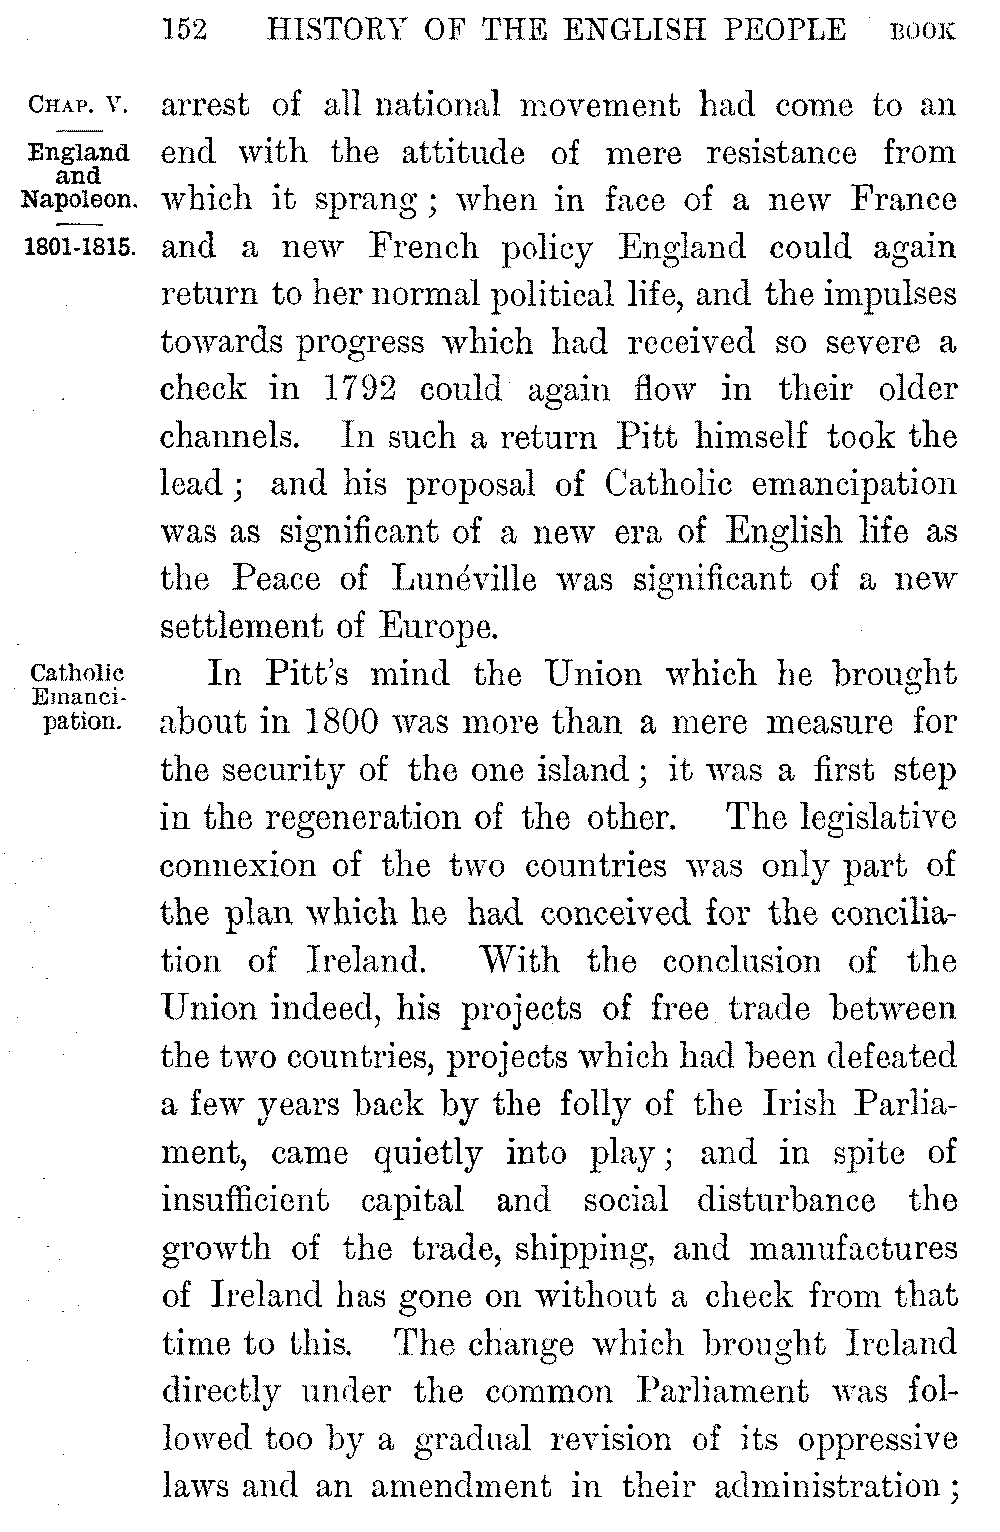 152 HISTORY OF THE ENGLISH PEOPLE BOOK
CHAP. V.
England
and
Napoleon.
1801-1815.
arrest of all national movement had come to an
end with the attitude of mere resistance from
which it sprang; when in face of a new France
and a new French policy England could again
return to her normal political life, and the impulses
towards progress which had received so severe a
check in 1792 could again flow in their older
channels. In such a return Pitt himself took the
lead; and his proposal of Catholic emancipation
was as significant of a new era of English life as
the Peace of Lunéville was significant of a new
settlement of Europe.
Catholic
Emanci-
pation.
In Pitt's mind the Union which he brought
about in 1800 was more than a mere measure for
the security of the one island; it was a first step
in the regeneration of the other. The legislative
connexion of the two countries was only part of
the plan which he had conceived for the concilia-
tion of Ireland. With the conclusion of the
Union indeed, his projects of free trade between
the two countries, projects which had been defeated
a few years back by the folly of the Irish Parlia-
ment, came quietly into play; and in spite of
insufficient capital and social disturbance the
growth of the trade, shipping, and manufactures
of Ireland has gone on without a check from that
time to this. The change which brought Ireland
directly under the common Parliament was fol-
lowed too by a gradual revision of its oppressive
laws and an amendment in their administration;